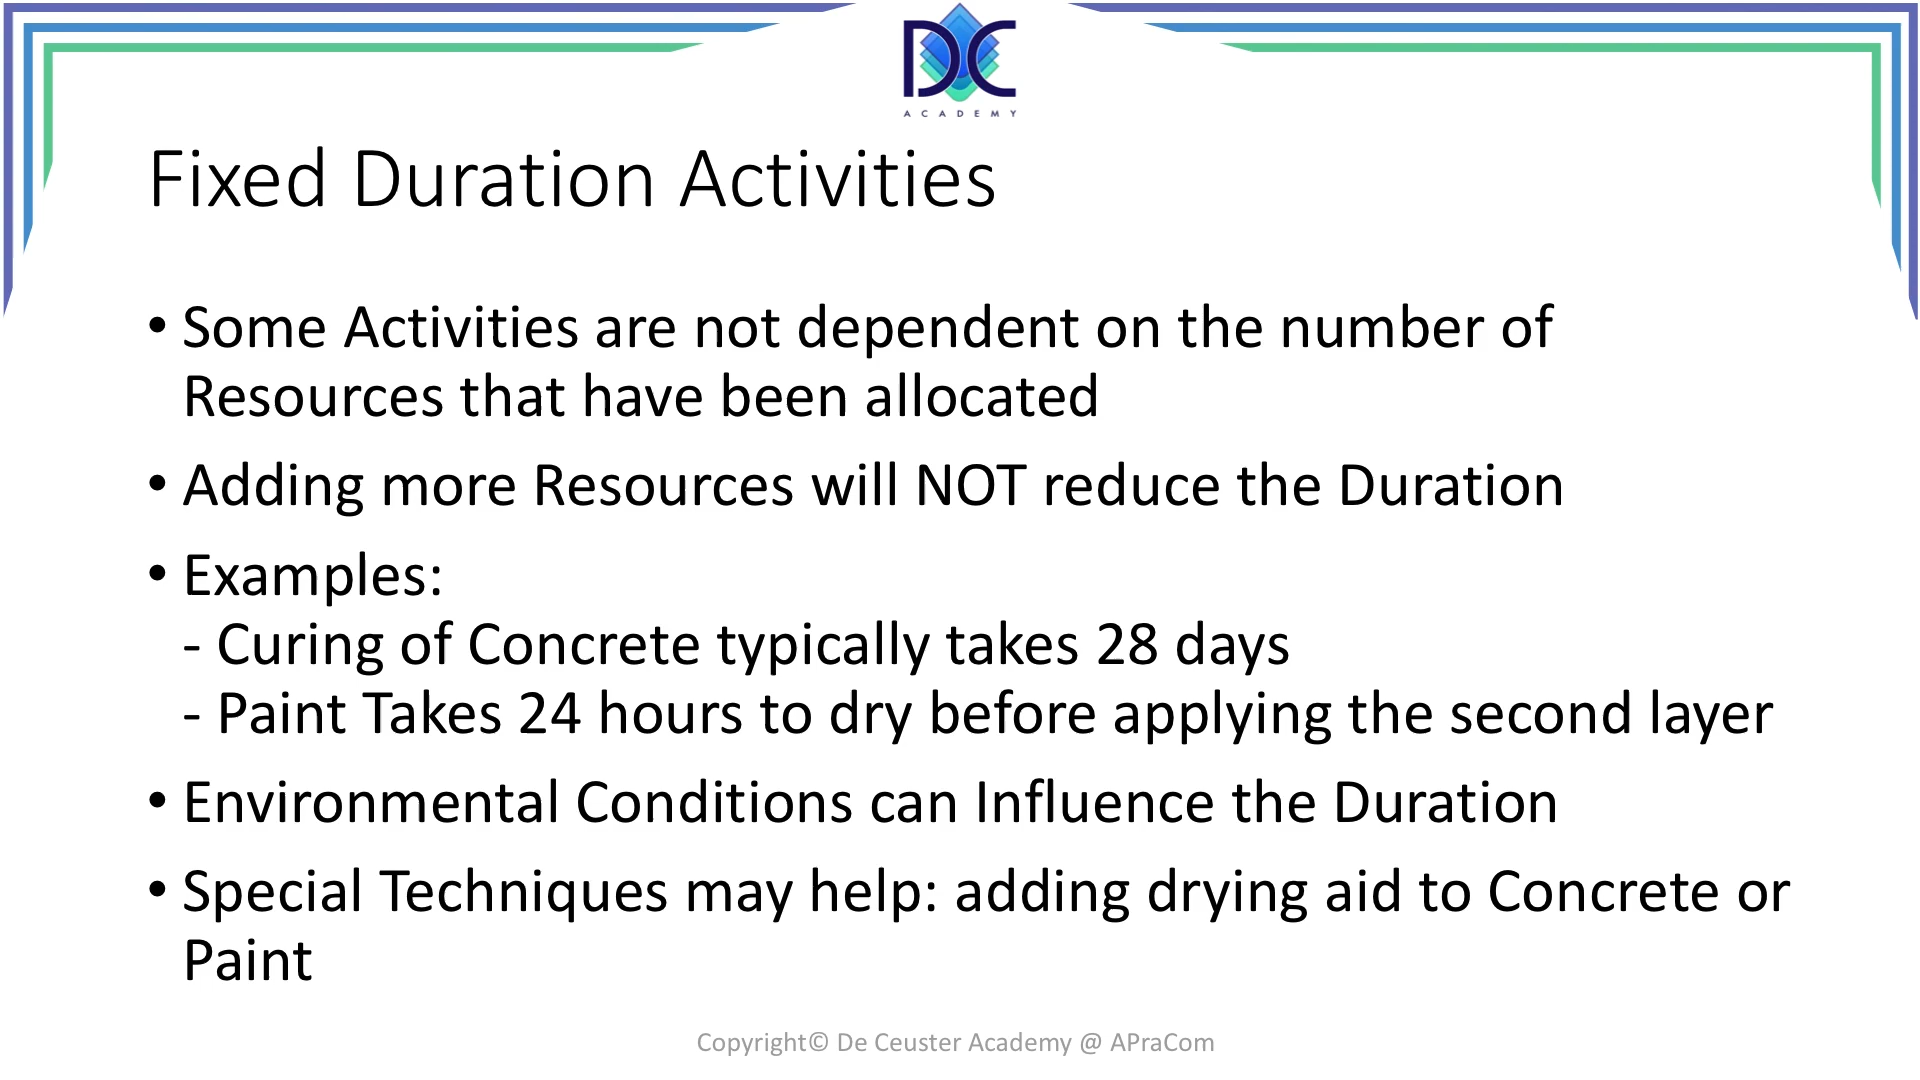 DC
ACADEMY
Fixed Duration Activities
• Some Activities are not dependent on the number of
Resources that have been allocated
• Adding more Resources will NOT reduce the Duration
• Examples:
- Curing of Concrete typically takes 28 days
- Paint Takes 24 hours to dry before applying the second layer
• Environmental Conditions can Influence the Duration
• Special Techniques may help: adding drying aid to Concrete or
Paint
Copyright© De Ceuster Academy @ APraCom